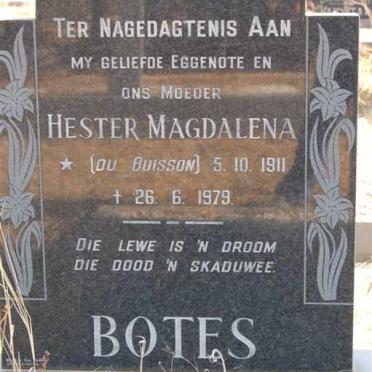 TER NAGEDAGTENIS AAN
MY GELIEFDE EGGENOTE EN
ONS MOEDER
HESTER MAGDALENA
★ (DU BUISSON) 5. 10. 1911
✝ 26. 6. 1979.
DIE LEWE IS 'N DROOM
DIE DOOD 'N SKADUWEE.
BOTES